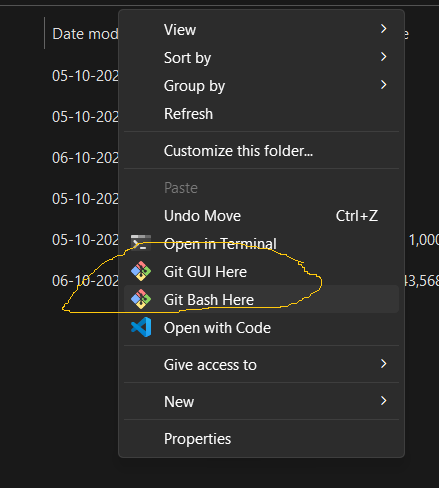 Date mod
View
e
Sort by
05-10-202
Group by
05-10-202
Refresh
06-10-202
Customize this folder...
Paste
05-10-202
Undo Move Ctrl+Z
05-10-202
Open in Terminal
1,000
06-10-202
Git GUI Here
43,568
Git Bash Here
Open with Code
Give access to
New
Properties